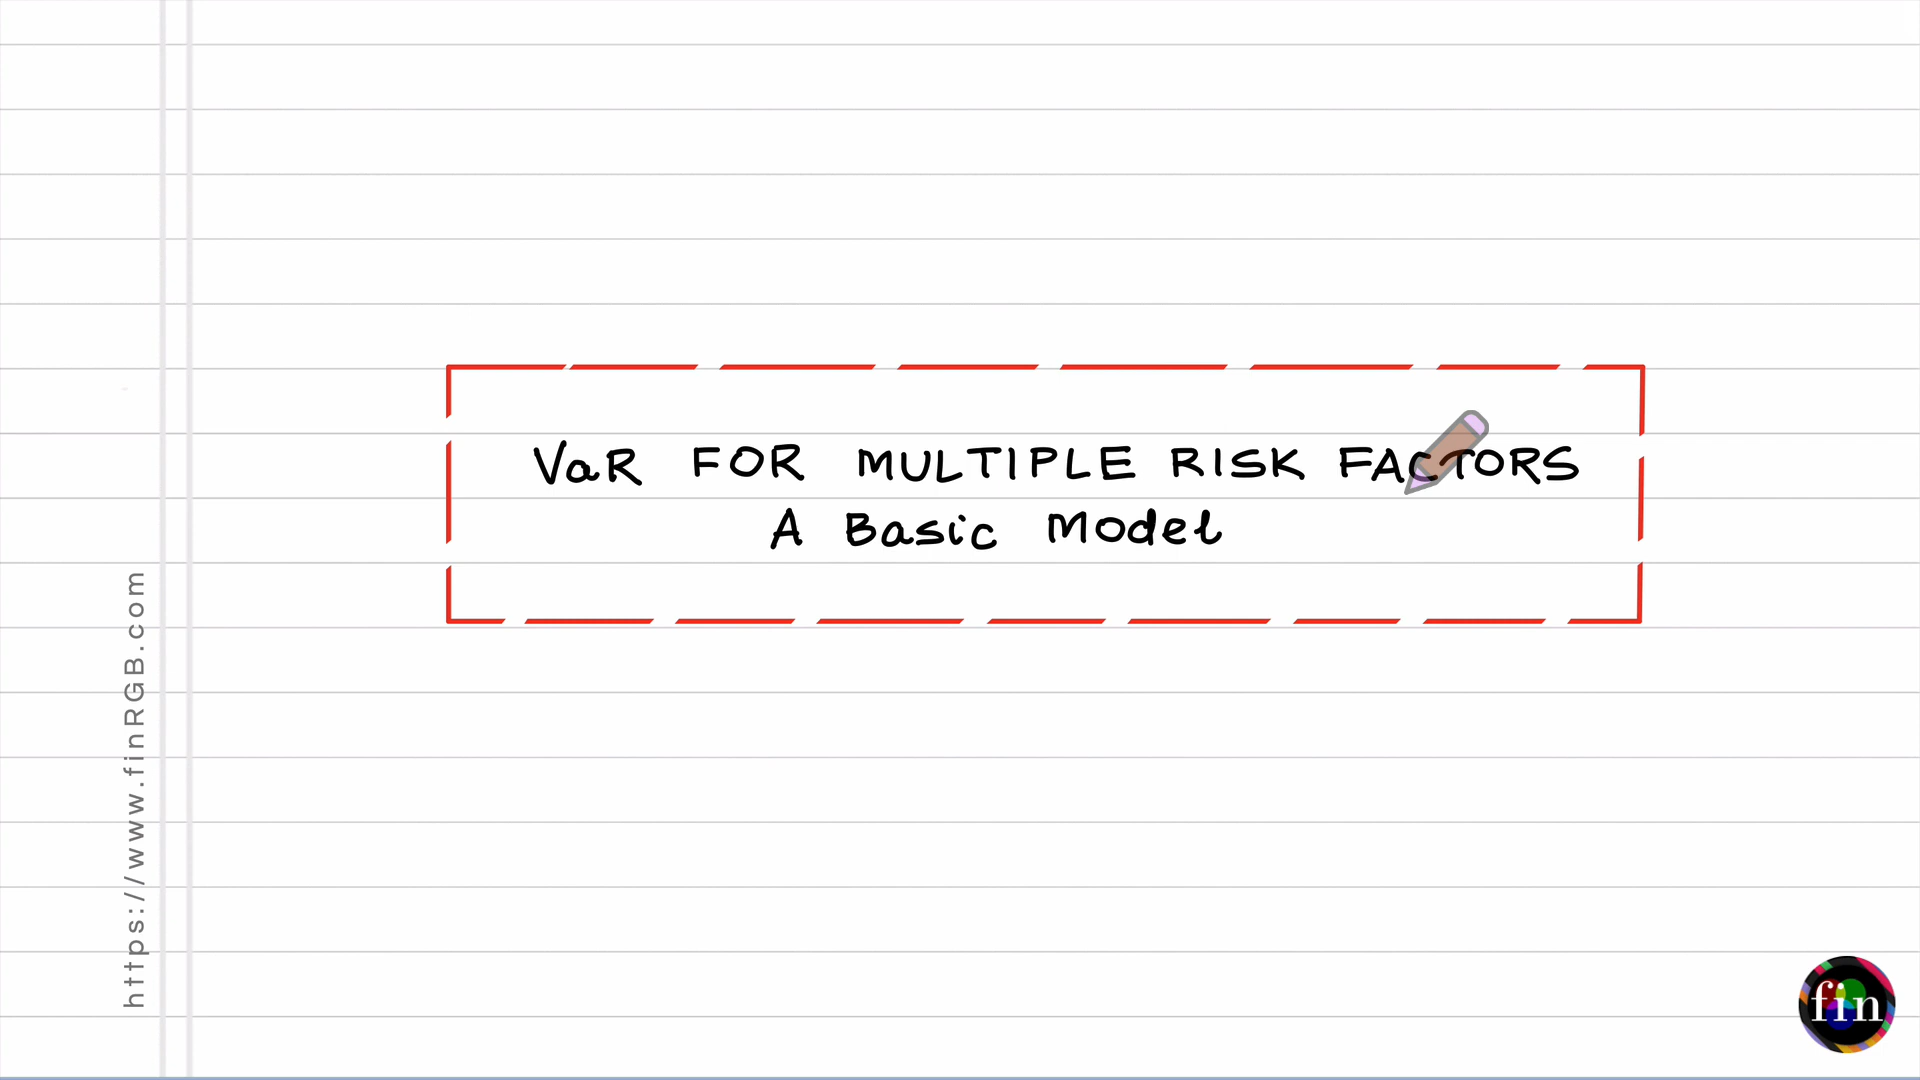 VaR FOR MULTIPLE RISK FACTORS
A Basic Model
https://www.finRGB.com
fin